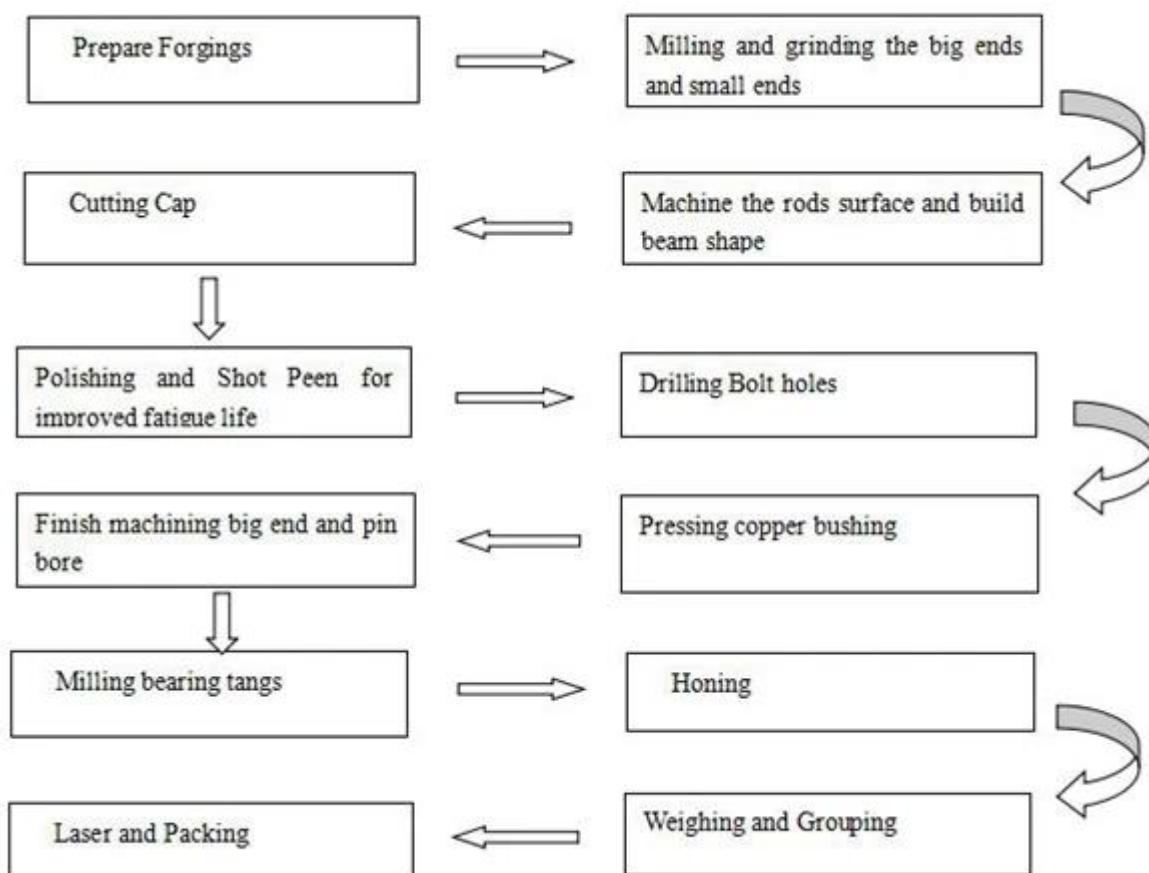 Prepare Forgings
Milling and grinding the big ends
and small ends
Machine the rods surface and build
beam shape
Cutting Cap
Polishing and Shot Peen for
improved fatigue life
Drilling Bolt holes
Pressing copper bushing
Finish machining big end and pin
bore
Milling bearing tangs
Honing
Weighing and Grouping
Laser and Packing